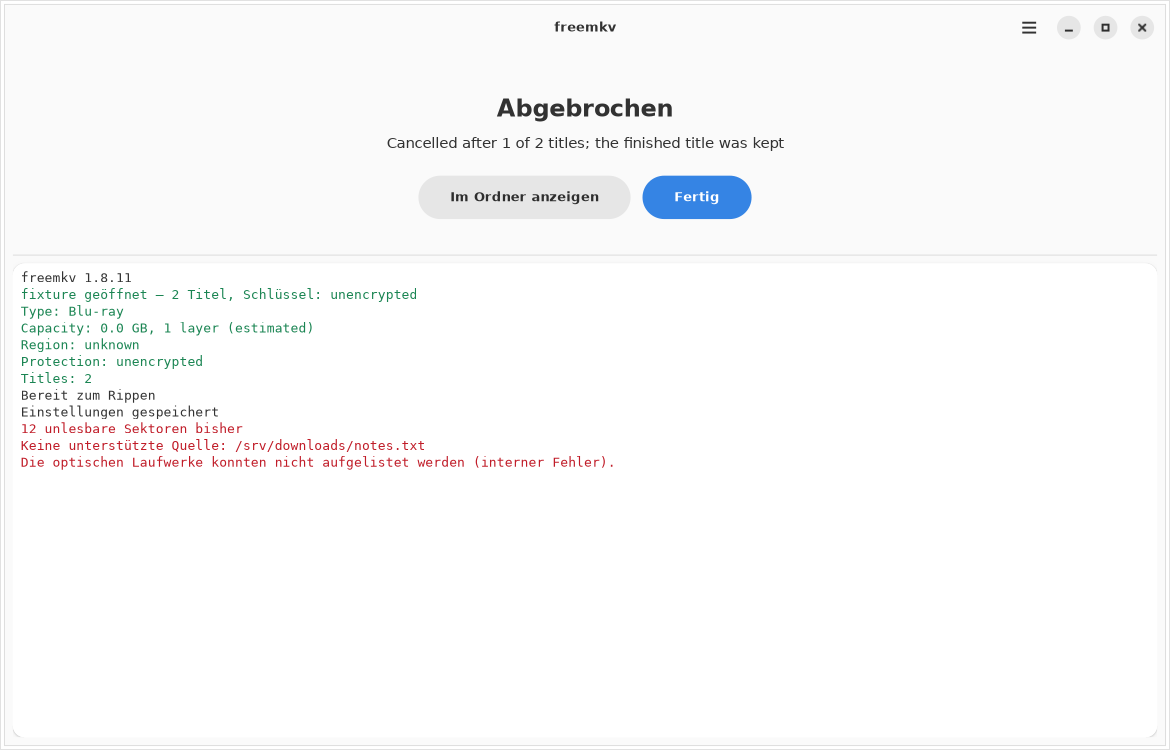 freemkv
Abgebrochen
Cancelled after 1 of 2 titles; the finished title was kept
Im Ordner anzeigen
Fertig
freemkv 1.8.11
fixture geöffnet — 2 Titel, Schlüssel: unencrypted
Type: Blu-ray
Capacity: 0.0 GB, 1 layer (estimated)
Region: unknown
Protection: unencrypted
Titles: 2
Bereit zum Rippen
Einstellungen gespeichert
12 unlesbare Sektoren bisher
Keine unterstützte Quelle: /srv/downloads/notes.txt
Die optischen Laufwerke konnten nicht aufgelistet werden (interner Fehler).